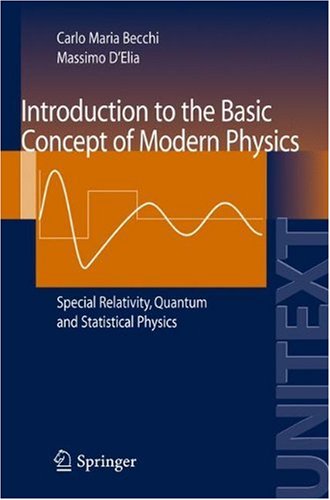 Carlo Maria Becchi
Massimo D'Elia
Introduction to the Basic
Concept of Modern Physics
Special Relativity, Quantum
and Statistical Physics
UNITEXT
Springer